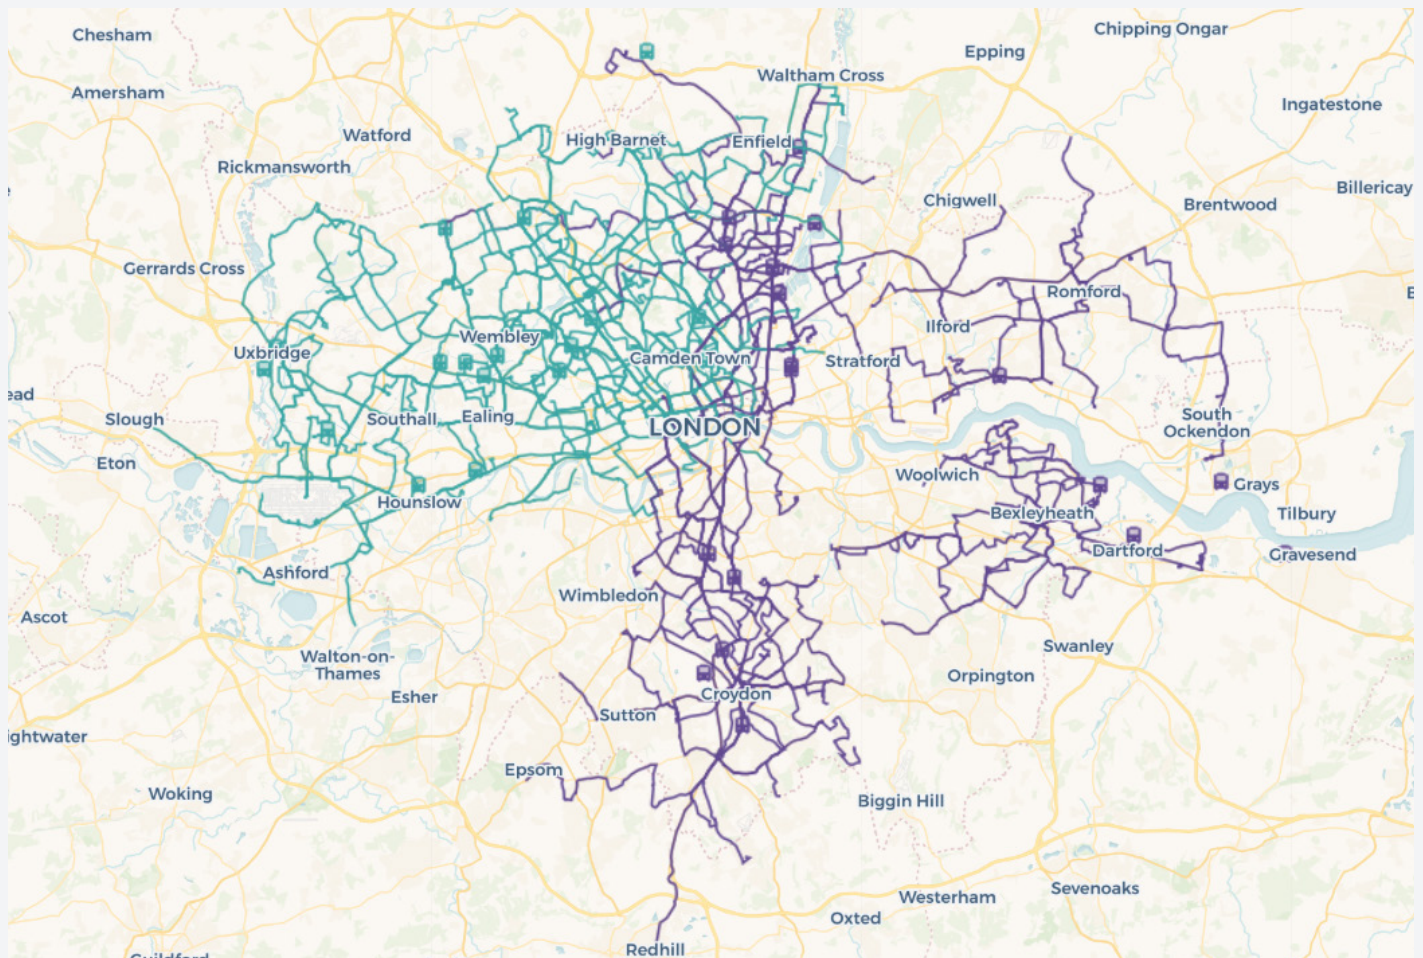 Chesham
Chipping Ongar
Epping
Waltham Cross
Amersham
Ingatestone
Watford
High Barnet
Enfield
Rickmansworth
Billericay
Chigwell
Brentwood
Gerrards Cross
Romford
Ilford
Wembley
Uxbridge
Camden Town
Stratford
ead
Slough
Southall
Ealing
LONDON
South
Ockendon
Eton
Woolwich
Grays
Hounslow
Bexleyheath
Tilbury
Dartford
Gravesend
Ashford
Wimbledon
Ascot
Swanley
Walton-on-
Thames
Orpington
Esher
Croydon
Sutton
ightwater
Epsom
Woking
Biggin Hill
Sevenoaks
Westerham
Oxted
Redhill